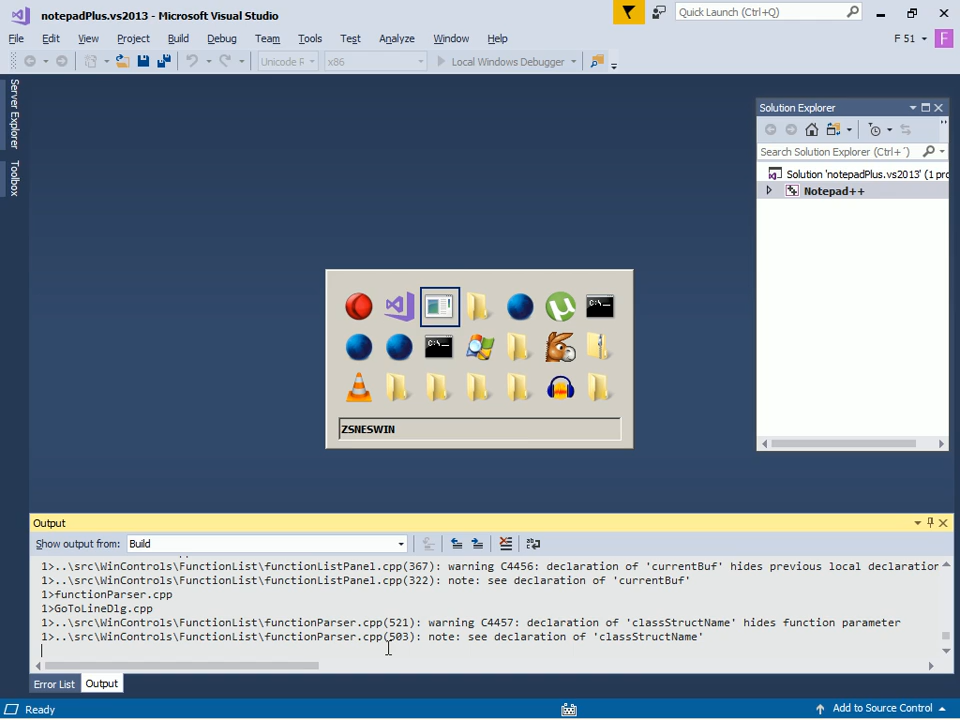 notepadPlus.vs2013 - Microsoft Visual Studio
Quick Launch (Ctrl+Q)
File Edit View Project Build Debug Team Tools Test Analyze Window Help
F 51 F
Unicode R x86 Local Windows Debugger
Server Explorer
Toolbox
Solution Explorer
Search Solution Explorer (Ctrl+´)
Solution 'notepadPlus.vs2013' (1 pro
Notepad++
C:\_
C:\_
ZSNESWIN
Output
Show output from: Build
1>..\src\WinControls\FunctionList\functionListPanel.cpp(367): warning C4456: declaration of 'currentBuf' hides previous local declaration
1>..\src\WinControls\FunctionList\functionListPanel.cpp(322): note: see declaration of 'currentBuf'
1>functionParser.cpp
1>GoToLineDlg.cpp
1>..\src\WinControls\FunctionList\functionParser.cpp(521): warning C4457: declaration of 'classStructName' hides function parameter
1>..\src\WinControls\FunctionList\functionParser.cpp(503): note: see declaration of 'classStructName'
Error List Output
Ready
Add to Source Control